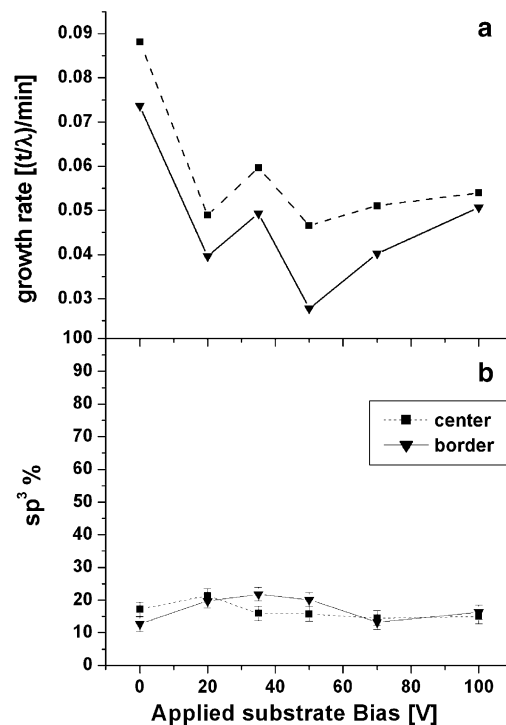 a
growth rate [(t/λ)/min]
0.09
0.08
0.07
0.06
0.05
0.04
0.03
b
center
border
sp³ %
100
90
80
70
60
50
40
30
20
10
0
0 20 40 60 80 100
Applied substrate Bias [V]